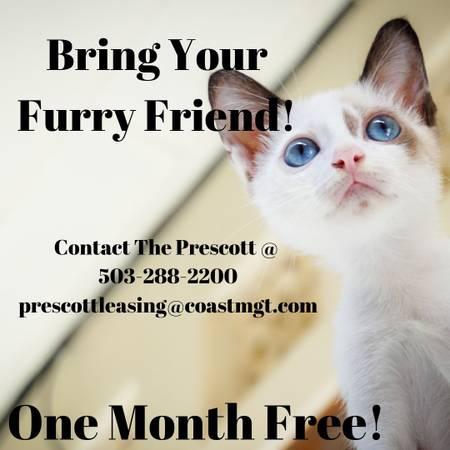 Bring Your
Furry Friend!
Contact The Prescott @
503-288-2200
prescottleasing@coastmgt.com
One Month Free!